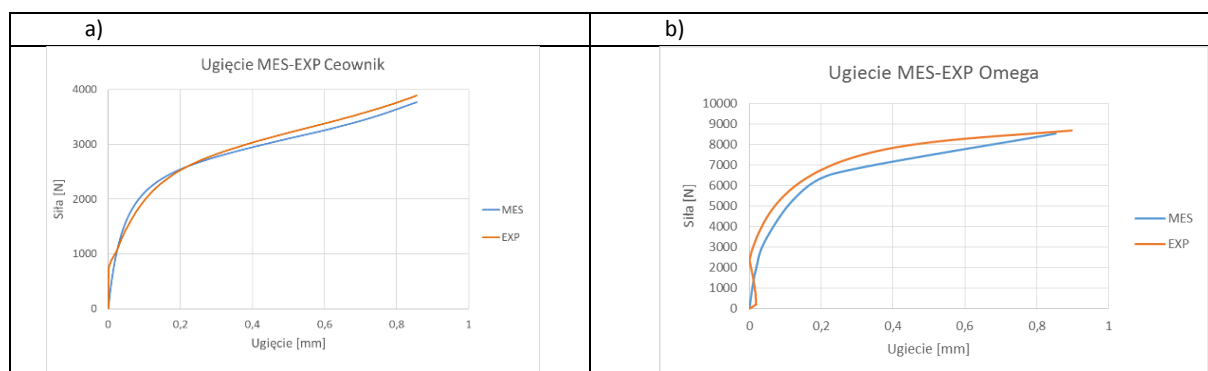 a)
b)
Ugięcie MES-EXP Ceownik
4000
3000
2000
1000
0
Siła [N]
0 0,2 0,4 0,6 0,8 1
Ugięcie [mm]
MES
EXP
Ugiecie MES-EXP Omega
10000
9000
8000
7000
6000
5000
4000
3000
2000
1000
0
Siła [N]
0 0,2 0,4 0,6 0,8 1
Ugiecie [mm]
MES
EXP